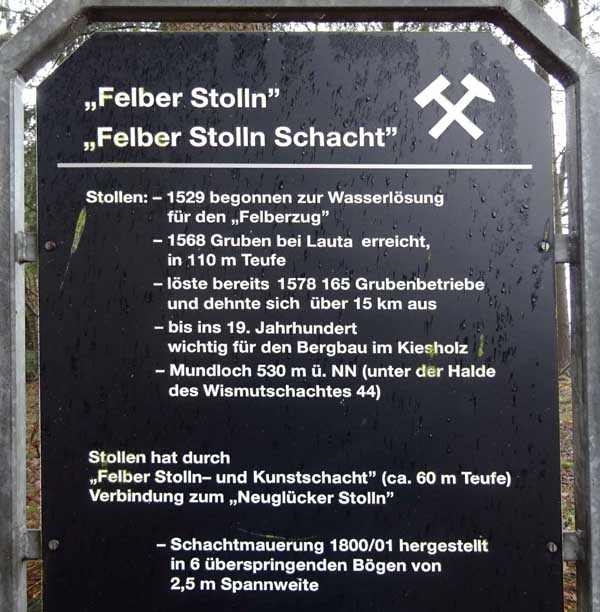 „Felber Stolln”
„Felber Stolln Schacht”
Stollen: – 1529 begonnen zur Wasserlösung
für den „Felberzug”
– 1568 Gruben bei Lauta erreicht,
in 110 m Teufe
– löste bereits 1578 165 Grubenbetriebe
und dehnte sich über 15 km aus
– bis ins 19. Jahrhundert
wichtig für den Bergbau im Kiesholz
– Mundloch 530 m ü. NN (unter der Halde
des Wismutschachtes 44)
Stollen hat durch
„Felber Stolln– und Kunstschacht” (ca. 60 m Teufe)
Verbindung zum „Neuglücker Stolln”
– Schachtmauerung 1800/01 hergestellt
in 6 überspringenden Bögen von
2,5 m Spannweite